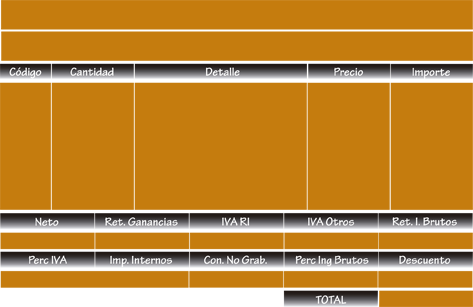 Código Cantidad Detalle Precio Importe
Neto Ret. Ganancias IVA RI IVA Otros Ret. I. Brutos
Perc IVA Imp. Internos Con. No Grab. Perc Ing Brutos Descuento
TOTAL